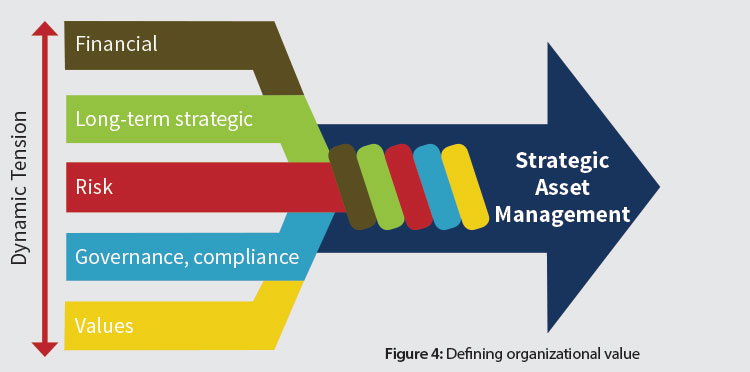 Dynamic Tension
Financial
Long-term strategic
Risk
Governance, compliance
Values
Strategic
Asset
Management
Figure 4: Defining organizational value